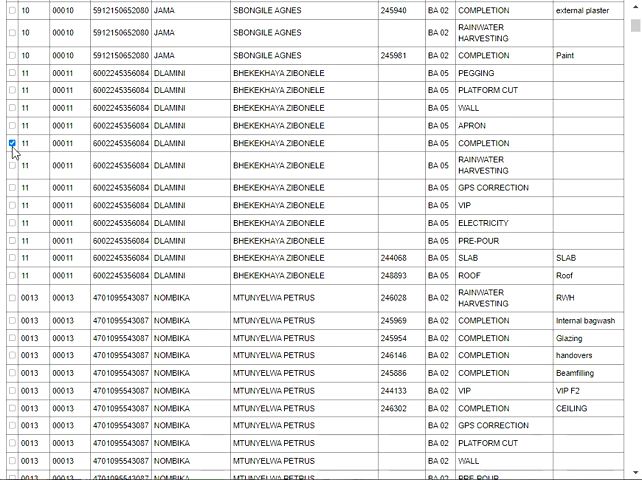 10 00010 5912150652080 JAMA SBONGILE AGNES 245940 BA 02 COMPLETION external plaster
10 00010 5912150652080 JAMA SBONGILE AGNES BA 02 RAINWATER HARVESTING
10 00010 5912150652080 JAMA SBONGILE AGNES 245981 BA 02 COMPLETION Paint
11 00011 6002245356084 DLAMINI BHEKEKHAYA ZIBONELE BA 05 PEGGING
11 00011 6002245356084 DLAMINI BHEKEKHAYA ZIBONELE BA 05 PLATFORM CUT
11 00011 6002245356084 DLAMINI BHEKEKHAYA ZIBONELE BA 05 WALL
11 00011 6002245356084 DLAMINI BHEKEKHAYA ZIBONELE BA 05 APRON
11 00011 6002245356084 DLAMINI BHEKEKHAYA ZIBONELE BA 05 COMPLETION
11 00011 6002245356084 DLAMINI BHEKEKHAYA ZIBONELE BA 05 RAINWATER HARVESTING
11 00011 6002245356084 DLAMINI BHEKEKHAYA ZIBONELE BA 05 GPS CORRECTION
11 00011 6002245356084 DLAMINI BHEKEKHAYA ZIBONELE BA 05 VIP
11 00011 6002245356084 DLAMINI BHEKEKHAYA ZIBONELE BA 05 ELECTRICITY
11 00011 6002245356084 DLAMINI BHEKEKHAYA ZIBONELE BA 05 PRE-POUR
11 00011 6002245356084 DLAMINI BHEKEKHAYA ZIBONELE 244068 BA 05 SLAB SLAB
11 00011 6002245356084 DLAMINI BHEKEKHAYA ZIBONELE 248893 BA 05 ROOF Roof
0013 00013 4701095543087 NOMBIKA MTUNYELWA PETRUS 246028 BA 02 RAINWATER HARVESTING RWH
0013 00013 4701095543087 NOMBIKA MTUNYELWA PETRUS 245969 BA 02 COMPLETION Internal bagwash
0013 00013 4701095543087 NOMBIKA MTUNYELWA PETRUS 245954 BA 02 COMPLETION Glazing
0013 00013 4701095543087 NOMBIKA MTUNYELWA PETRUS 246146 BA 02 COMPLETION handovers
0013 00013 4701095543087 NOMBIKA MTUNYELWA PETRUS 245886 BA 02 COMPLETION Beamfilling
0013 00013 4701095543087 NOMBIKA MTUNYELWA PETRUS 244133 BA 02 VIP VIP F2
0013 00013 4701095543087 NOMBIKA MTUNYELWA PETRUS 246302 BA 02 COMPLETION CEILING
0013 00013 4701095543087 NOMBIKA MTUNYELWA PETRUS BA 02 GPS CORRECTION
0013 00013 4701095543087 NOMBIKA MTUNYELWA PETRUS BA 02 PLATFORM CUT
0013 00013 4701095543087 NOMBIKA MTUNYELWA PETRUS BA 02 WALL
0013 00013 4701095543087 NOMBIKA MTUNYELWA PETRUS BA 02 PRE-POUR